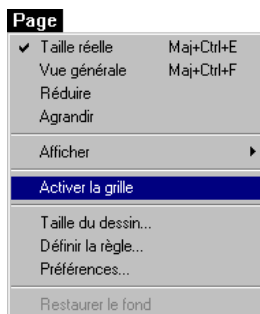 Page
✓ Taille réelle Maj+Ctrl+E
Vue générale Maj+Ctrl+F
Réduire
Agrandir
Afficher
Activer la grille
Taille du dessin...
Définir la règle...
Préférences...
Restaurer le fond